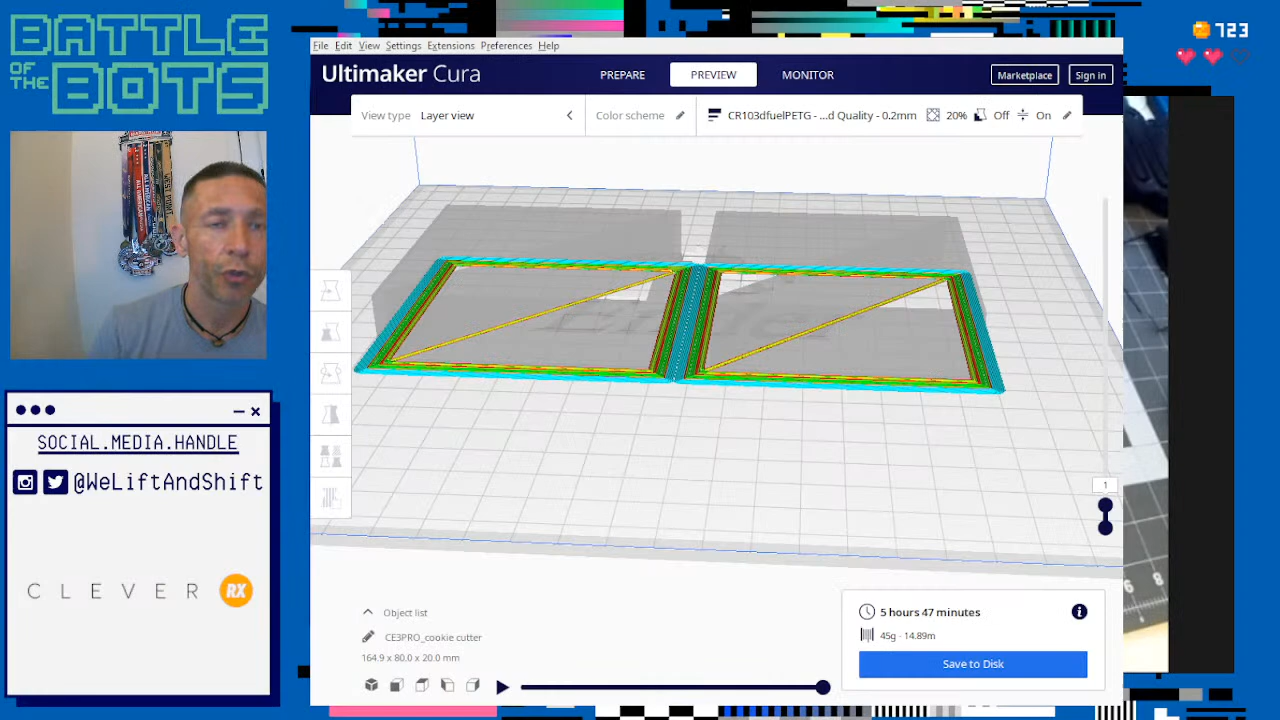 BATTLE
OF THE
BOTS
723
File Edit View Settings Extensions Preferences Help
Ultimaker Cura
PREPARE
PREVIEW
MONITOR
Marketplace
Sign in
View type Layer view
Color scheme
CR103dfuelPETG - ...d Quality - 0.2mm
20%
Off
On
1
SOCIAL.MEDIA.HANDLE
@WeLiftAndShift
CLEVER RX
Object list
CE3PRO_cookie cutter
164.9 x 80.0 x 20.0 mm
5 hours 47 minutes
45g · 14.89m
Save to Disk
6 8